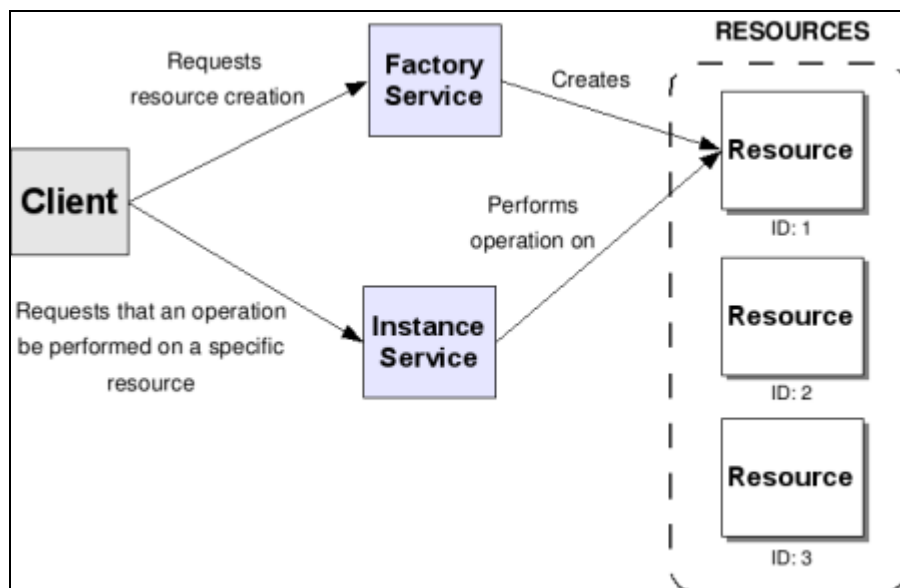 RESOURCES
Requests
resource creation
Factory
Service
Creates
Resource
ID: 1
Client
Performs
operation on
Requests that an operation
be performed on a specific
resource
Instance
Service
Resource
ID: 2
Resource
ID: 3